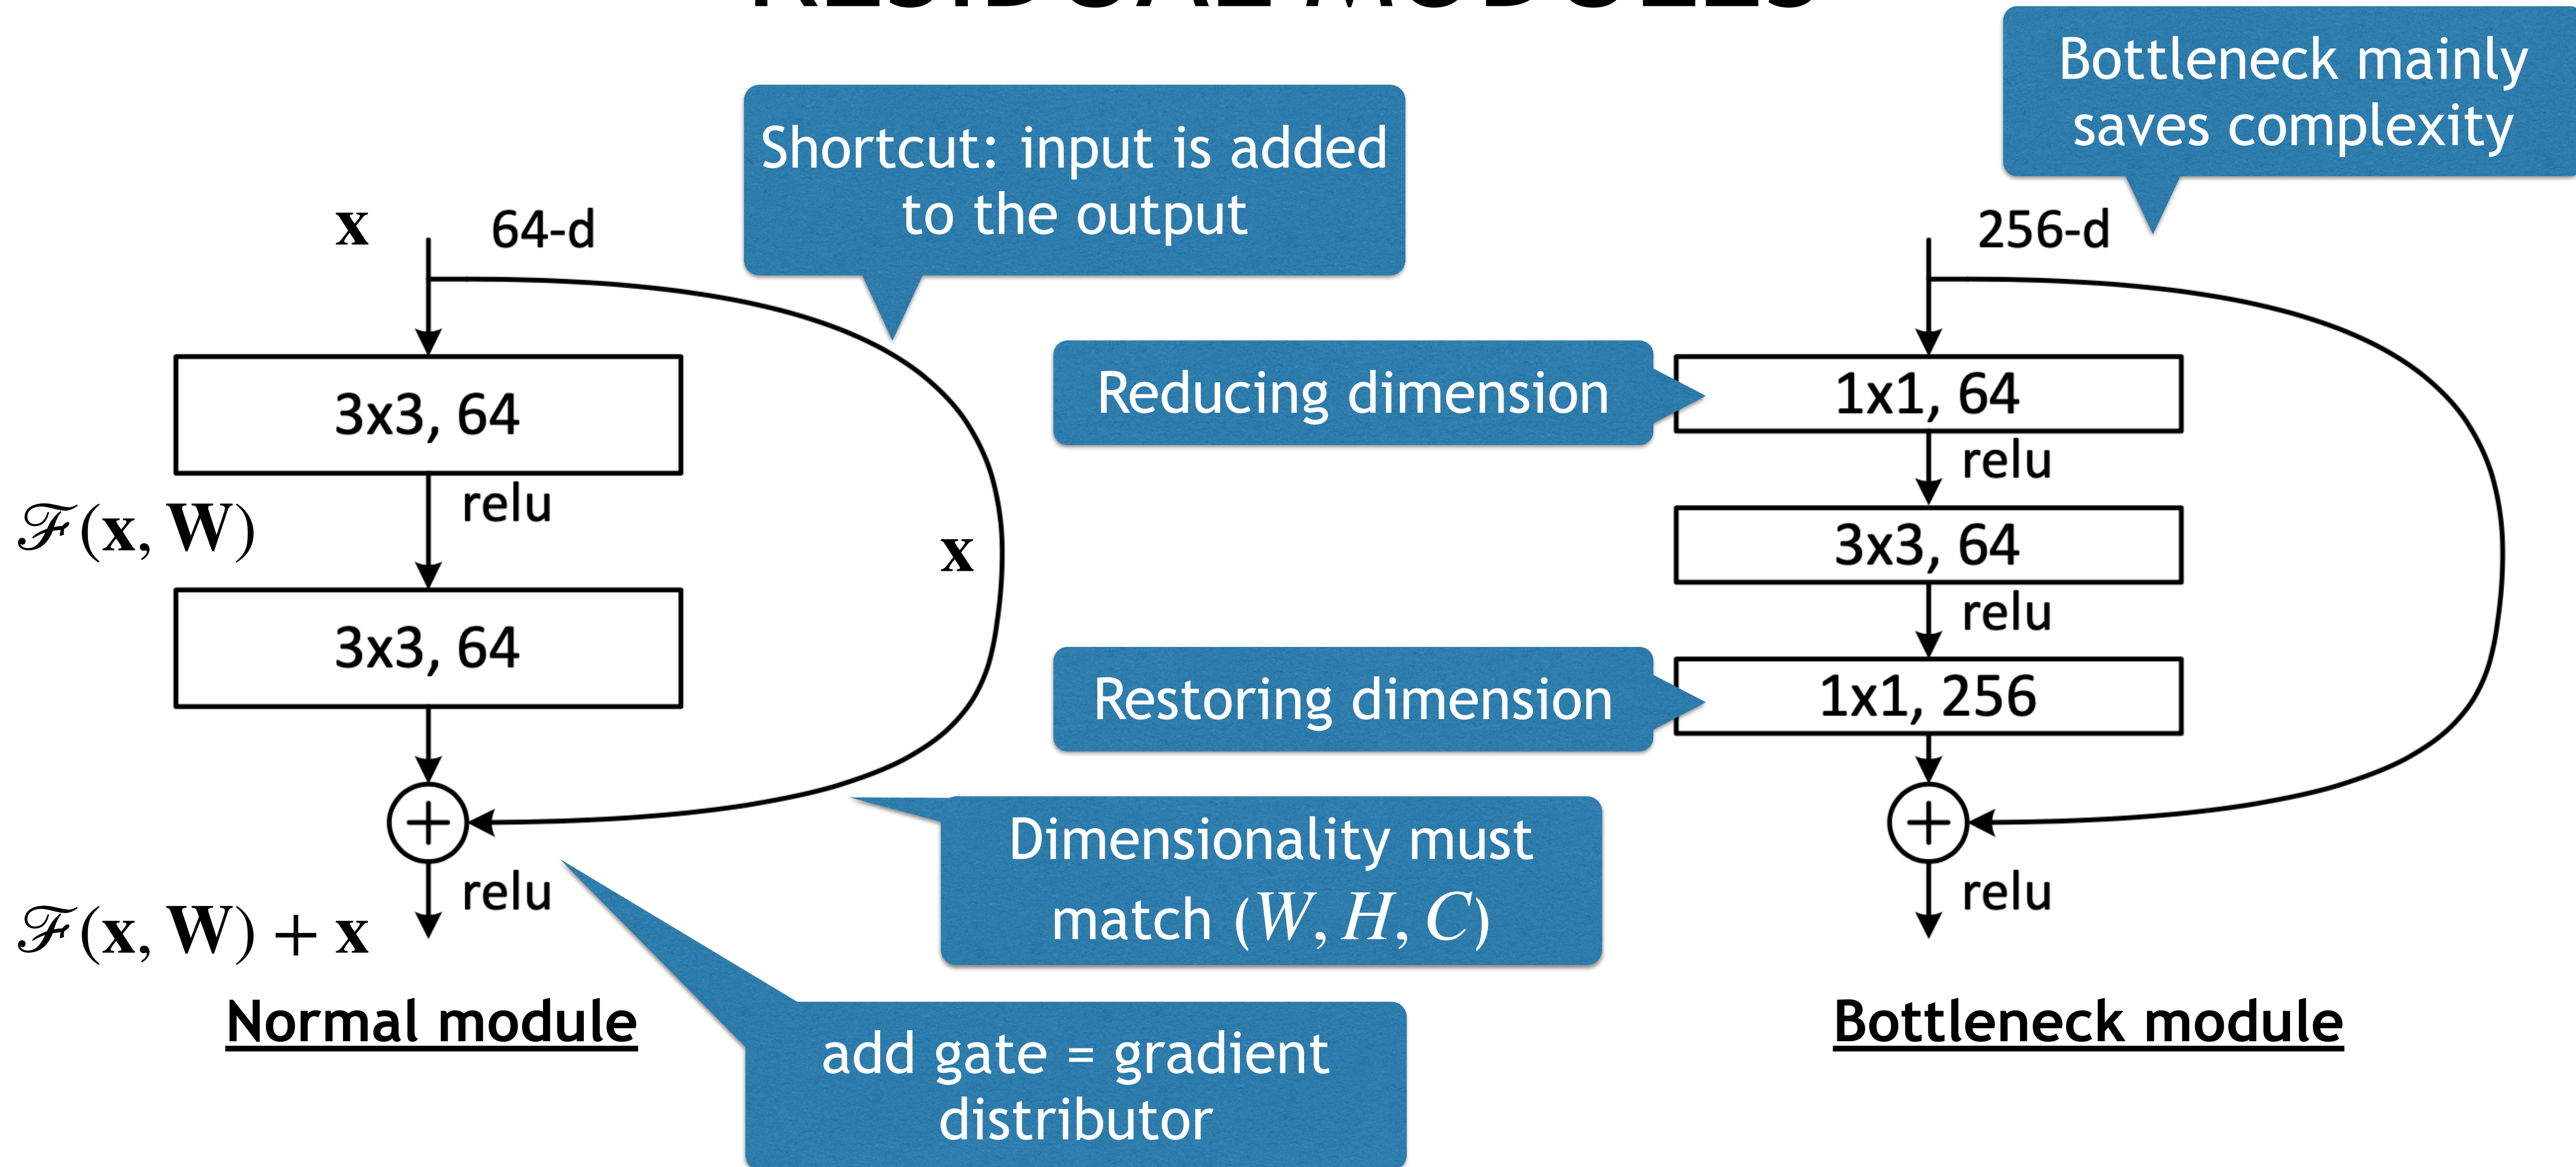 RESIDUAL MODULES
Bottleneck mainly
saves complexity
Shortcut: input is added
to the output
x
64-d
256-d
3x3, 64
relu
ℱ(x, W)
3x3, 64
x
relu
ℱ(x, W) + x
Normal module
Reducing dimension
1x1, 64
relu
3x3, 64
relu
Restoring dimension
1x1, 256
relu
Dimensionality must
match (W, H, C)
add gate = gradient
distributor
Bottleneck module